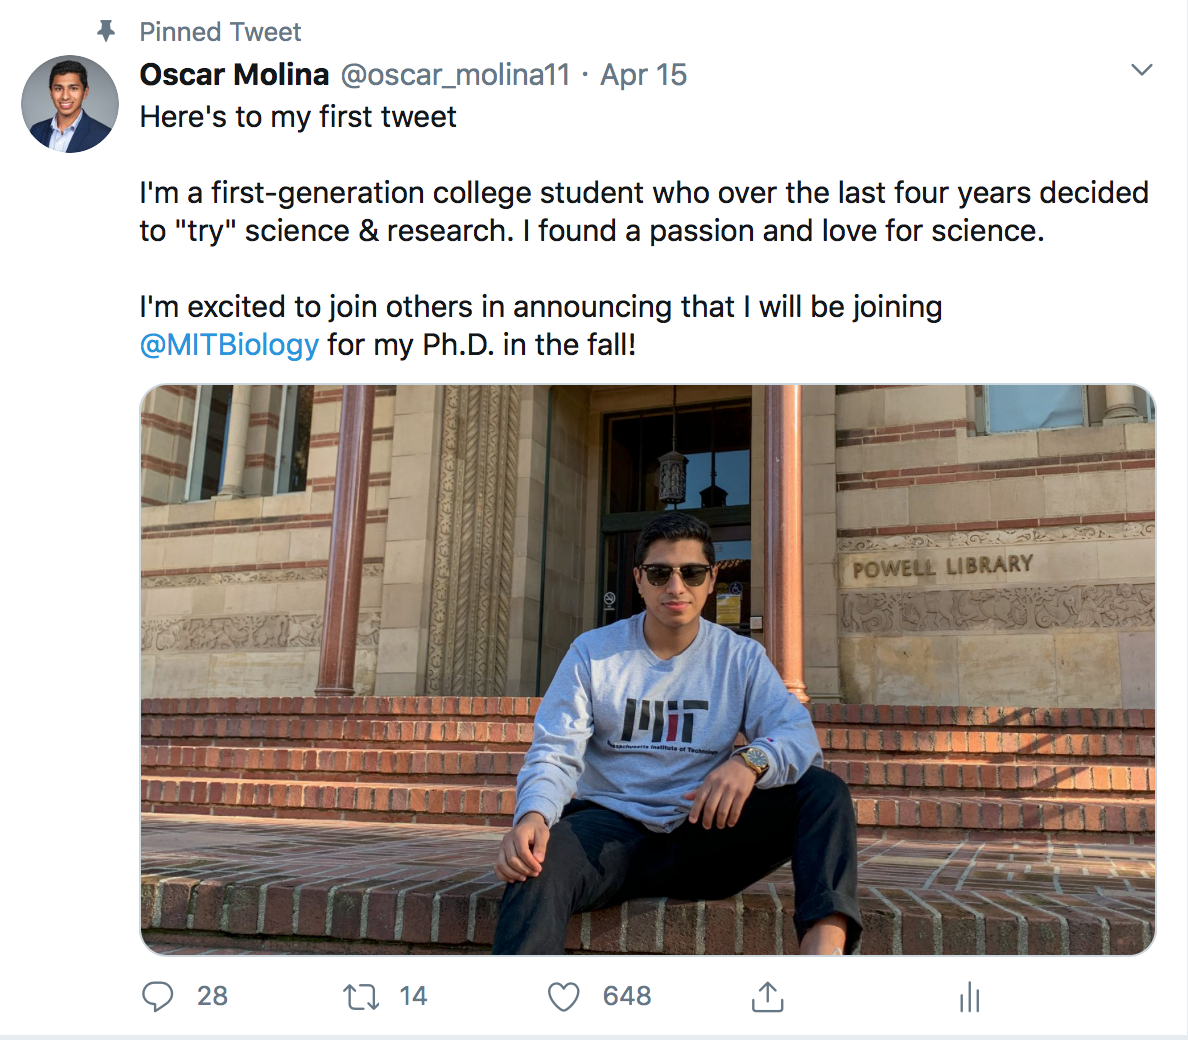 Pinned Tweet
Oscar Molina @oscar_molina11 · Apr 15
Here's to my first tweet
I'm a first-generation college student who over the last four years decided
to "try" science & research. I found a passion and love for science.
I'm excited to join others in announcing that I will be joining
@MITBiology for my Ph.D. in the fall!
POWELL LIBRARY
MIT
Massachusetts Institute of Technology
28 14 648